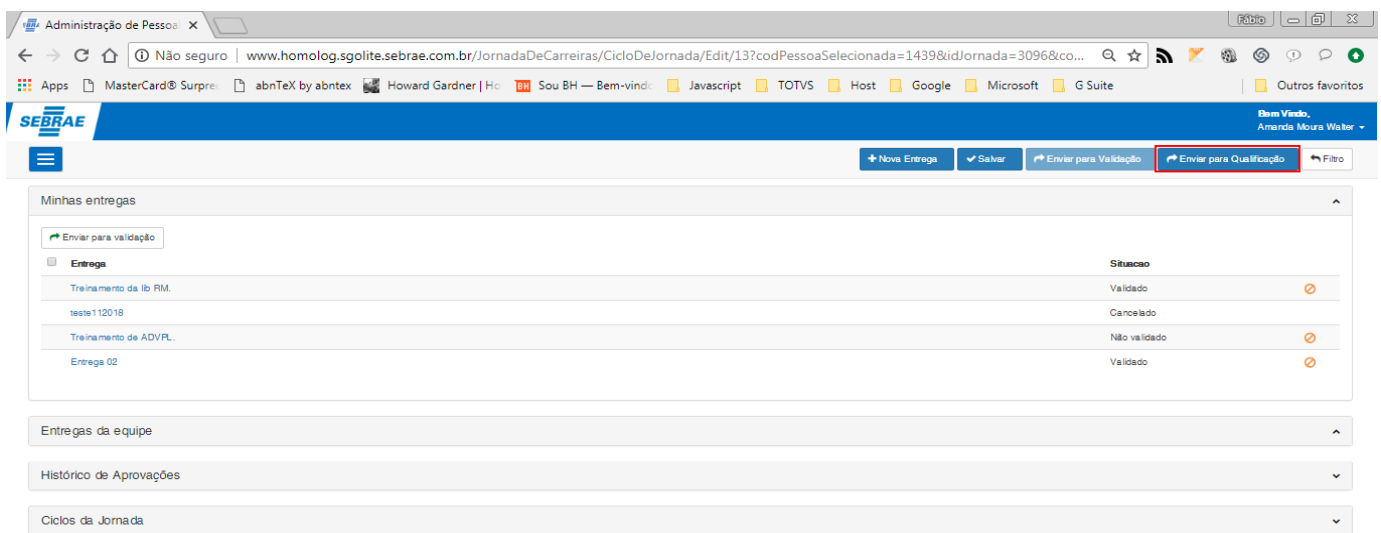 Administração de Pessoal
Fábio
Não seguro | www.homolog.sgolite.sebrae.com.br/JornadaDeCarreiras/CicloDeJornada/Edit/13?codPessoaSelecionada=1439&idJornada=3096&co...
Apps MasterCard® Surpre abnTeX by abntex Howard Gardner | Ho BH Sou BH — Bem-vindo Javascript TOTVS Host Google Microsoft G Suite Outros favoritos
SEBRAE
Bem Vindo,
Amanda Moura Walter
Nova Entrega Salvar Enviar para Validação Enviar para Qualificação Filtro
Minhas entregas
Enviar para validação
Entrega Situacao
Treinamento da lib RM. Validado
teste112018 Cancelado
Treinamento de ADVPL. Não validado
Entrega 02 Validado
Entregas da equipe
Histórico de Aprovações
Ciclos da Jornada